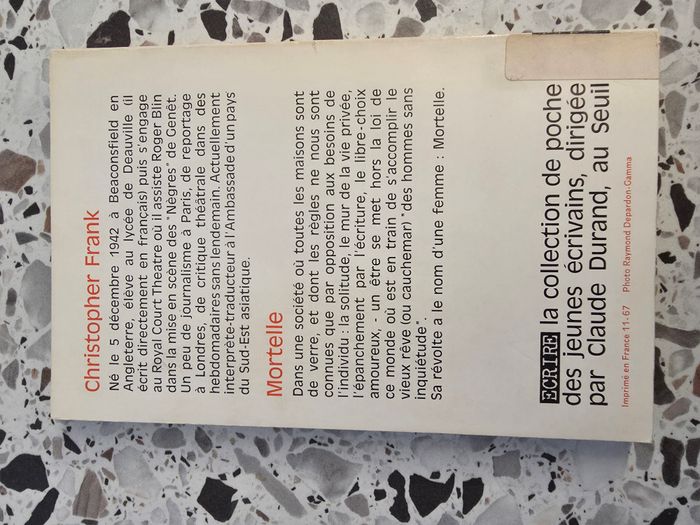 Christopher Frank
Né le 5 décembre 1942 à Beaconsfield en
Angleterre, élève au lycée de Deauville (il
écrit directement en français) puis s'engage
au Royal Court Theatre où il assiste Roger Blin
dans la mise en scène des "Nègres" de Genêt.
Un peu de journalisme à Paris, de reportage
à Londres, de critique théâtrale dans des
hebdomadaires sans lendemain. Actuellement
interprète-traducteur à l'Ambassade d'un pays
du Sud-Est asiatique.
Mortelle
Dans une société où toutes les maisons sont
de verre, et dont les règles ne nous sont
connues que par opposition aux besoins de
l'individu : la solitude, le mur de la vie privée,
l'épanchement par l'écriture, le libre-choix
amoureux, - un être se met hors la loi de
ce monde où est en train de s'accomplir le
vieux rêve (ou cauchemar) "des hommes sans
inquiétude".
Sa révolte a le nom d'une femme : Mortelle.
ECRIRE la collection de poche
des jeunes écrivains, dirigée
par Claude Durand, au Seuil
Imprimé en France 11-67 Photo Raymond Depardon-Gamma